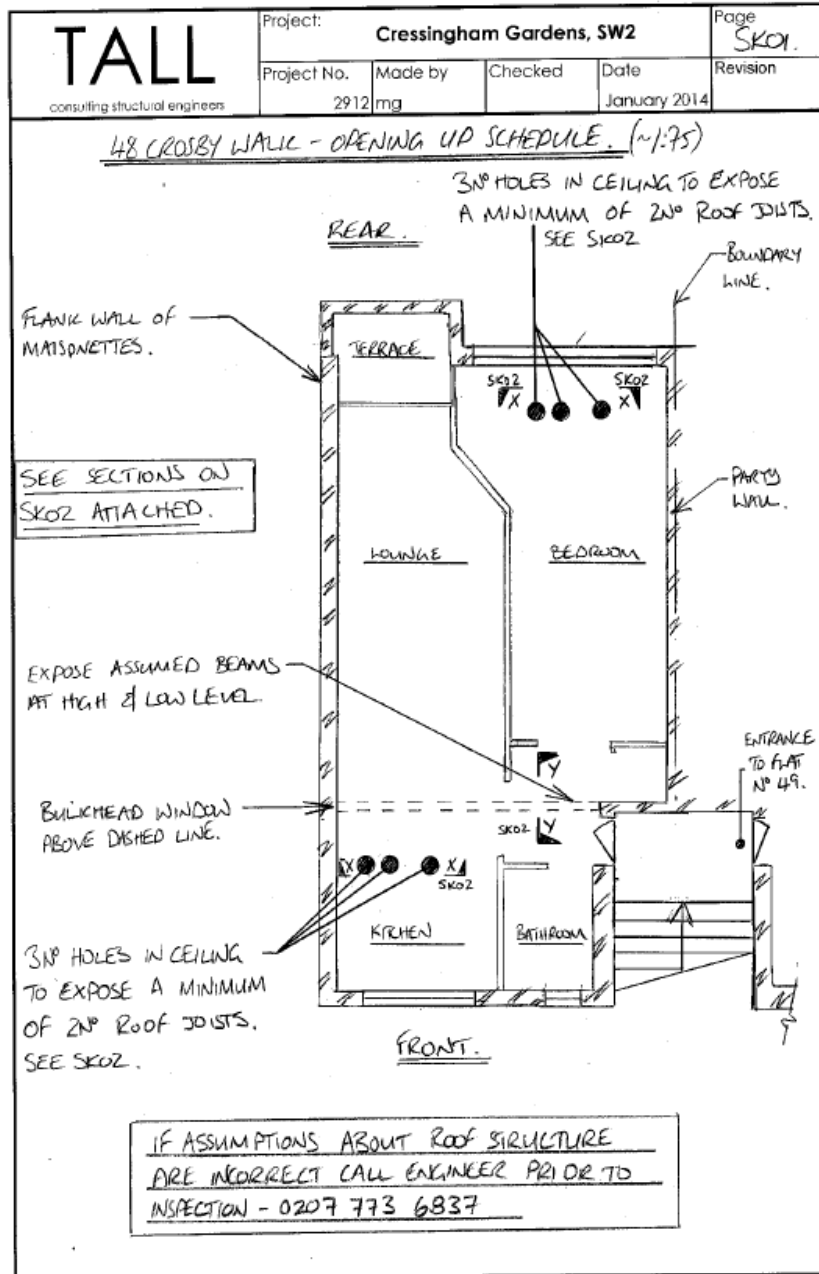 TALL
consulting structural engineers
Project:
Cressingham Gardens, SW2
Page
SK01.
Project No.
2912
Made by
mg
Checked
Date
January 2014
Revision
48 CROSBY WALK - OPENING UP SCHEDULE. (~1:75)
3Nº HOLES IN CEILING TO EXPOSE
A MINIMUM OF 2Nº ROOF JOISTS.
SEE SK02
REAR.
BOUNDARY
LINE.
FLANK WALL OF
MAISONETTES.
TERRACE
SK02
X
SK02
X
SEE SECTIONS ON
SK02 ATTACHED.
PARTY
WALL.
LOUNGE
BEDROOM
EXPOSE ASSUMED BEAMS
AT HIGH & LOW LEVEL.
Y
ENTRANCE
TO FLAT
Nº 49.
BULKHEAD WINDOW
ABOVE DASHED LINE.
SK02
Y
X
X
SK02
KITCHEN
BATHROOM
3Nº HOLES IN CEILING
TO EXPOSE A MINIMUM
OF 2Nº ROOF JOISTS.
SEE SK02.
FRONT.
IF ASSUMPTIONS ABOUT ROOF STRUCTURE
ARE INCORRECT CALL ENGINEER PRIOR TO
INSPECTION - 0207 773 6837